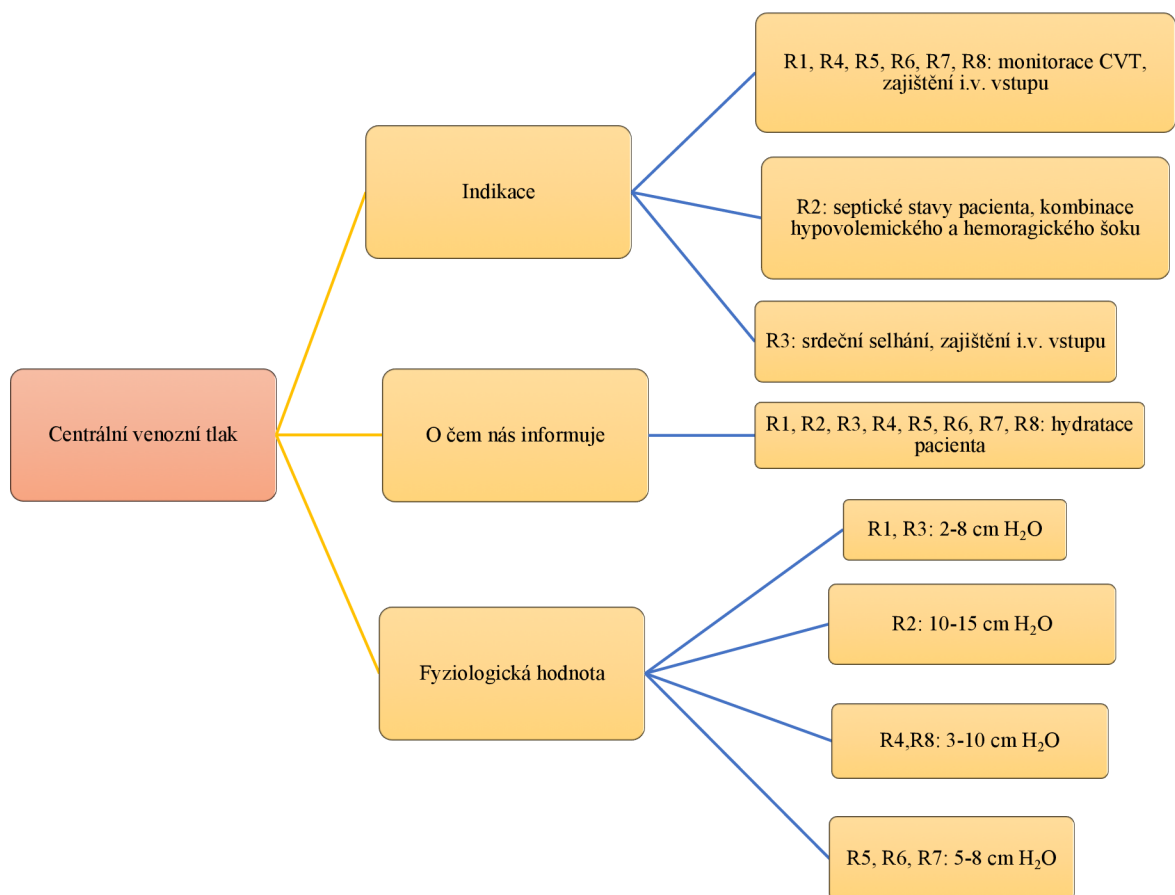 Centrální venozní tlak
Indikace
R1, R4, R5, R6, R7, R8: monitorace CVT,
zajištění i.v. vstupu
R2: septické stavy pacienta, kombinace
hypovolemického a hemoragického šoku
R3: srdeční selhání, zajištění i.v. vstupu
O čem nás informuje
R1, R2, R3, R4, R5, R6, R7, R8: hydratace
pacienta
Fyziologická hodnota
R1, R3: 2-8 cm H₂O
R2: 10-15 cm H₂O
R4,R8: 3-10 cm H₂O
R5, R6, R7: 5-8 cm H₂O